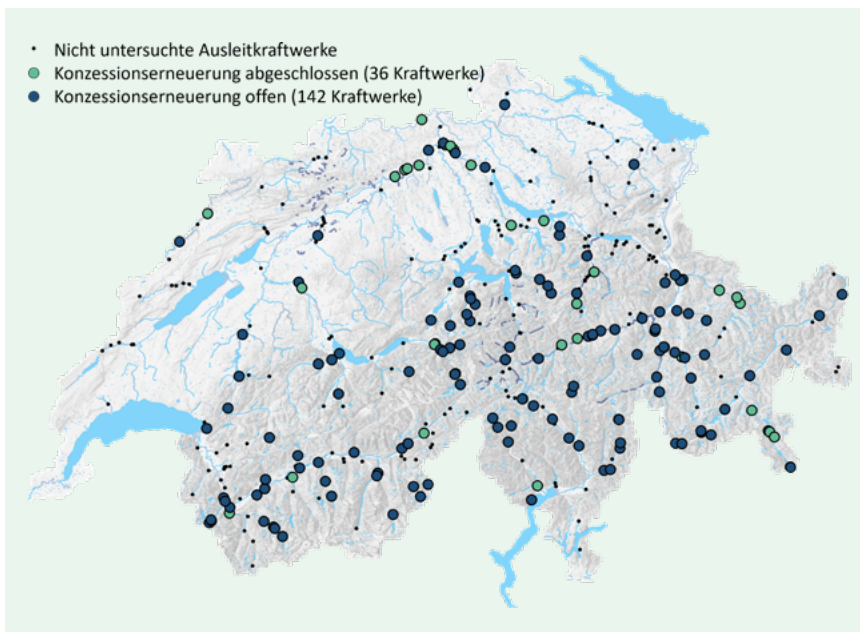 Nicht untersuchte Ausleitkraftwerke
Konzessionserneuerung abgeschlossen (36 Kraftwerke)
Konzessionserneuerung offen (142 Kraftwerke)